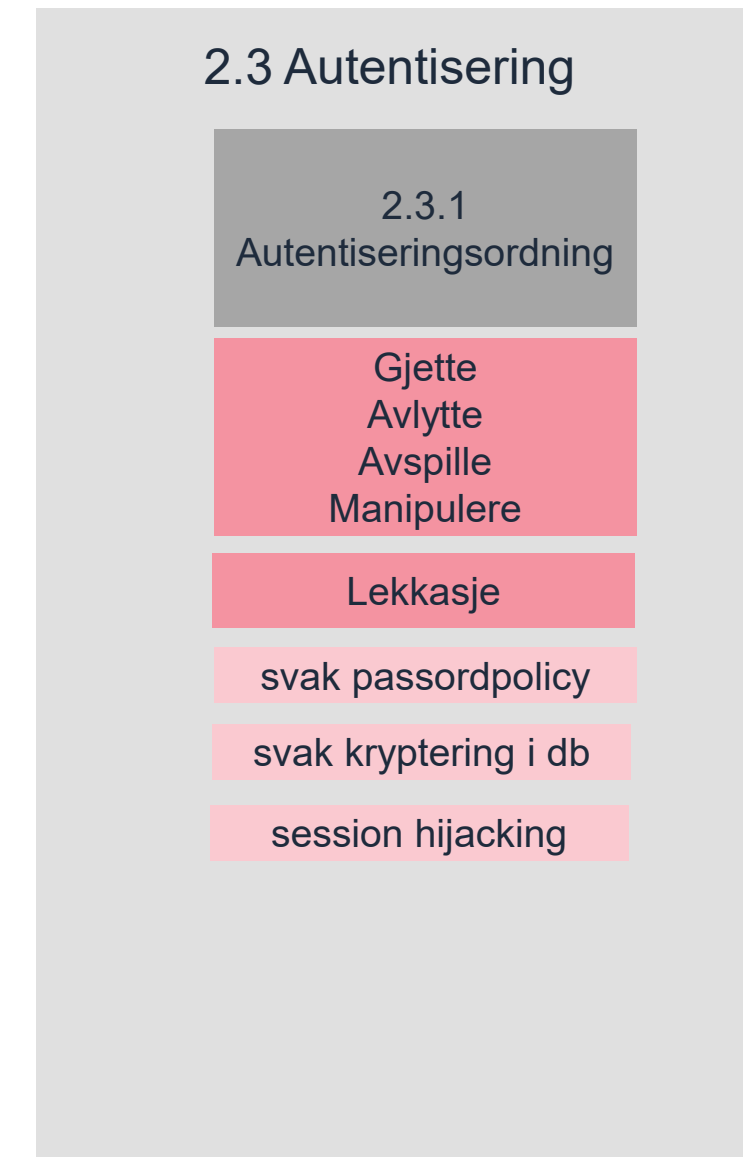 2.3 Autentisering
2.3.1
Autentiseringsordning
Gjette
Avlytte
Avspille
Manipulere
Lekkasje
svak passordpolicy
svak kryptering i db
session hijacking